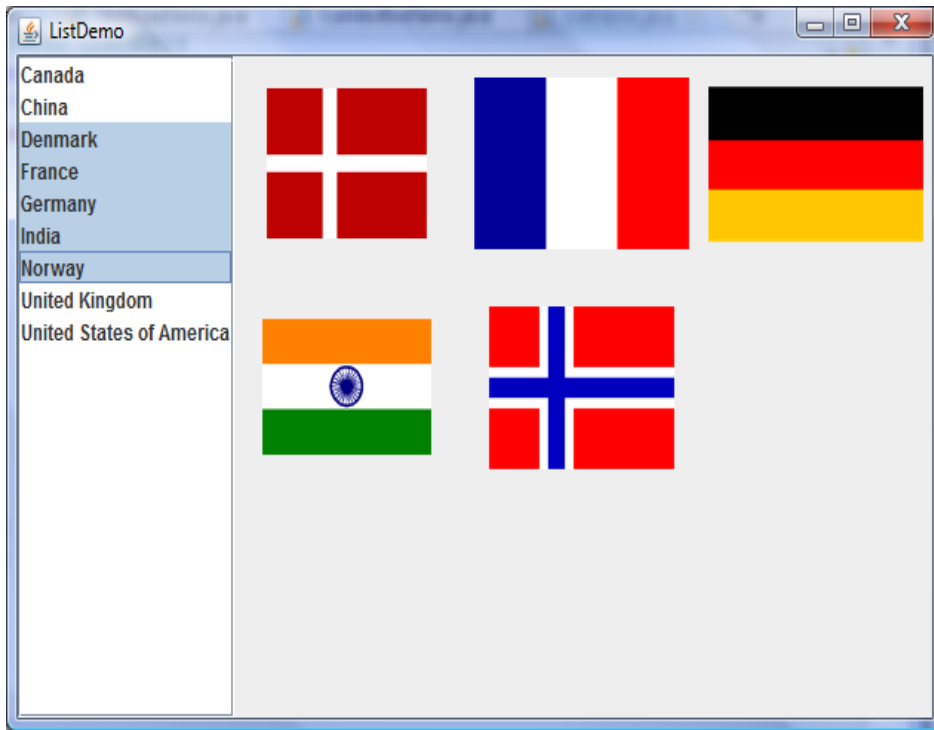 ListDemo
Canada
China
Denmark
France
Germany
India
Norway
United Kingdom
United States of America